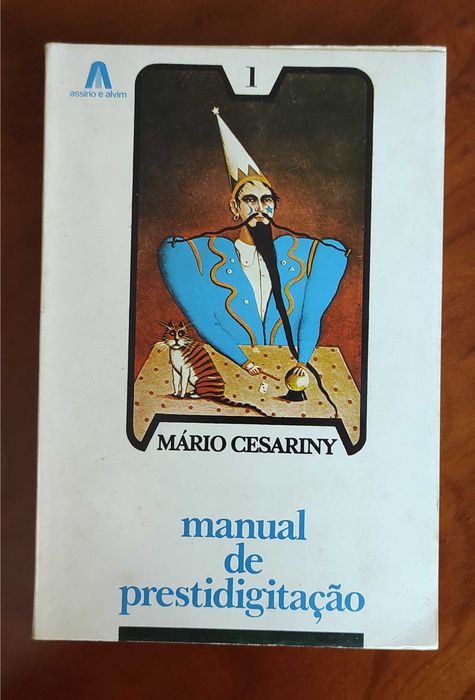 1
assírio e alvim
MÁRIO CESARINY
manual
de
prestidigitação